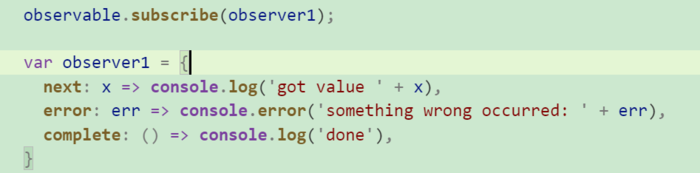 observable.subscribe(observer1);
var observer1 = {
next: x => console.log('got value ' + x),
error: err => console.error('something wrong occurred: ' + err),
complete: () => console.log('done'),
}